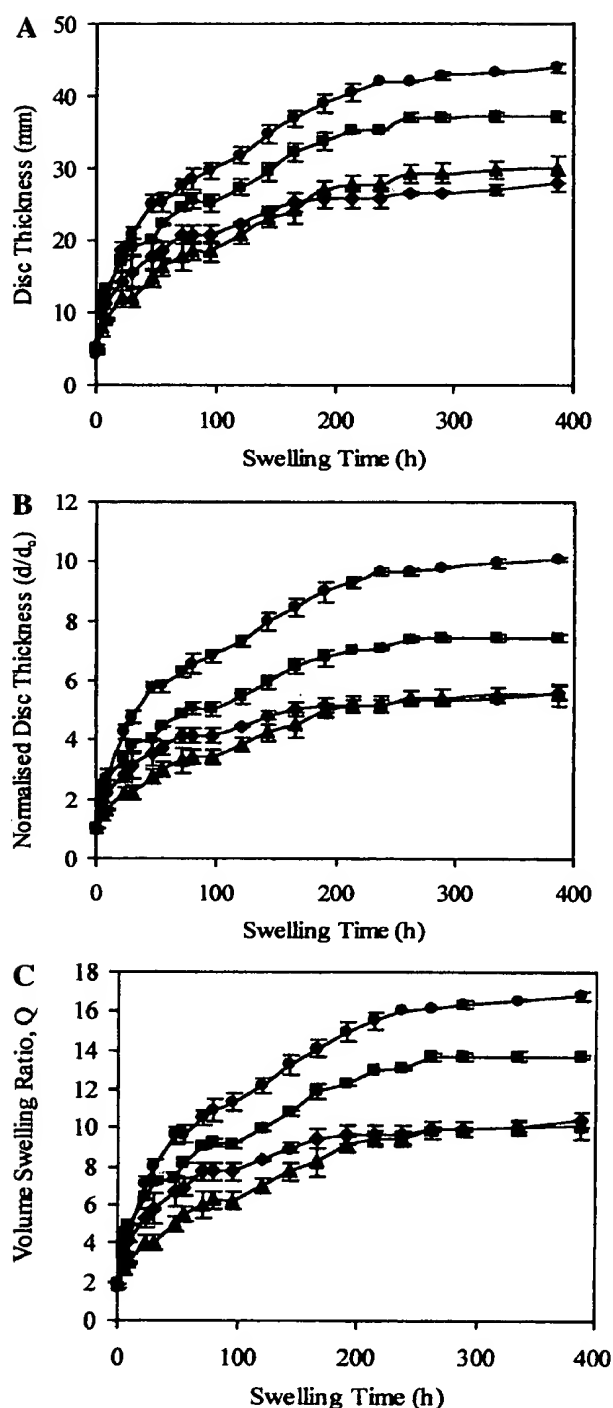 A
50
40
30
20
10
0
Disc Thickness (mm)
0 100 200 300 400
Swelling Time (h)
B
12
10
8
6
4
2
0
Normalised Disc Thickness (d/d₀)
0 100 200 300 400
Swelling Time (h)
C
18
16
14
12
10
8
6
4
2
0
Volume Swelling Ratio, Q
0 100 200 300 400
Swelling Time (h)